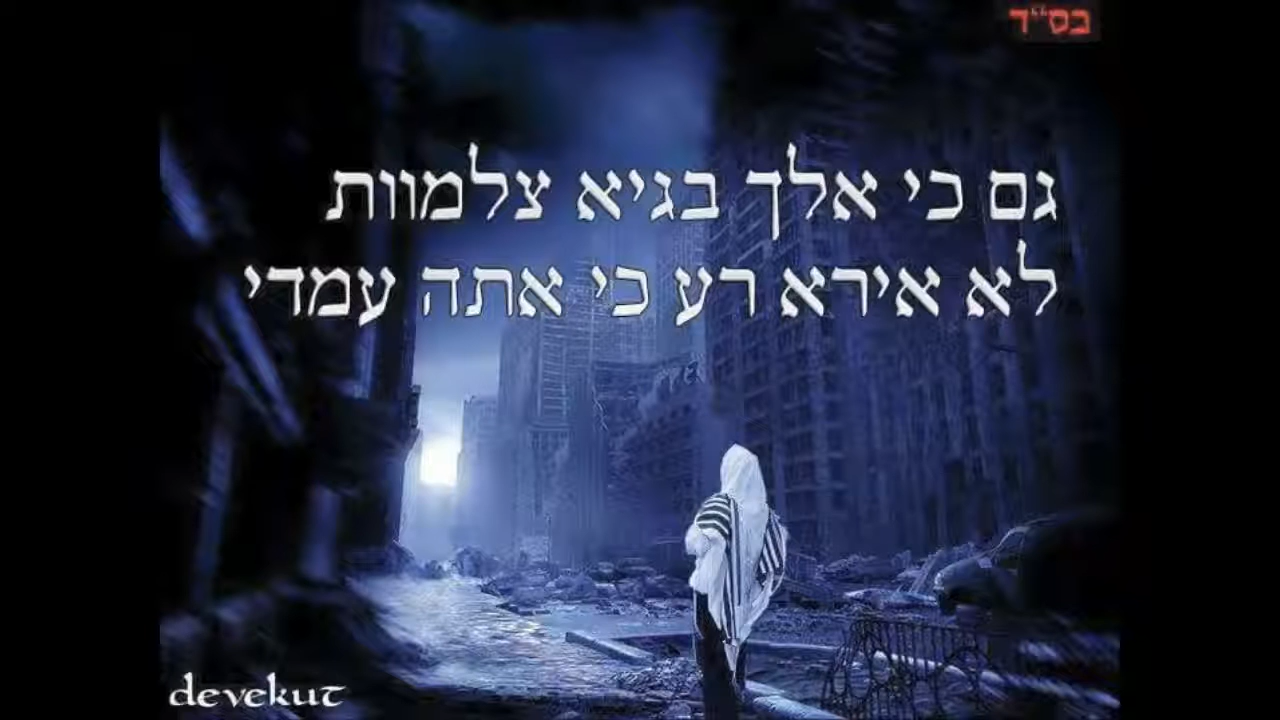 בס"ד
גם כי אלך בגיא צלמוות
לא אירא רע כי אתה עמדי
devekut